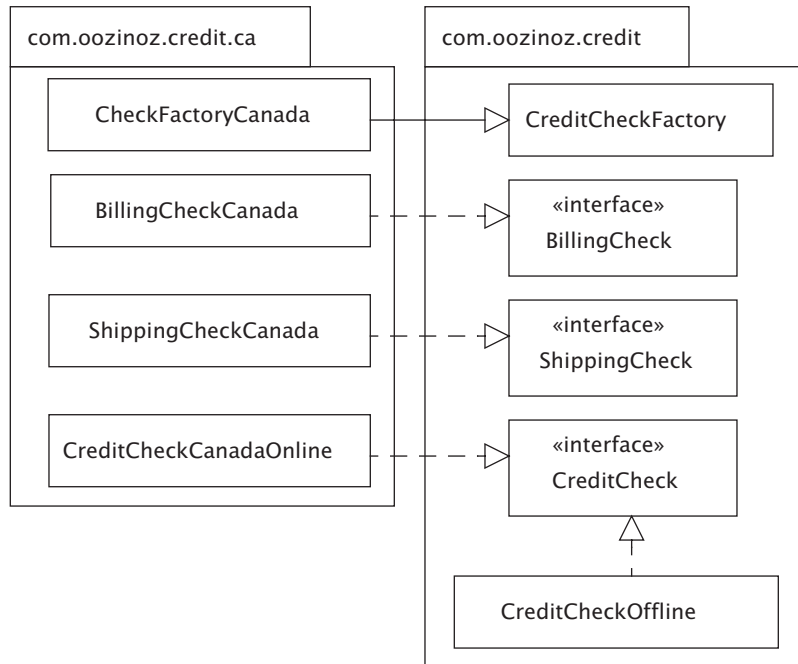 com.oozinoz.credit.ca
com.oozinoz.credit
CheckFactoryCanada
CreditCheckFactory
BillingCheckCanada
«interface»
BillingCheck
ShippingCheckCanada
«interface»
ShippingCheck
CreditCheckCanadaOnline
«interface»
CreditCheck
CreditCheckOffline